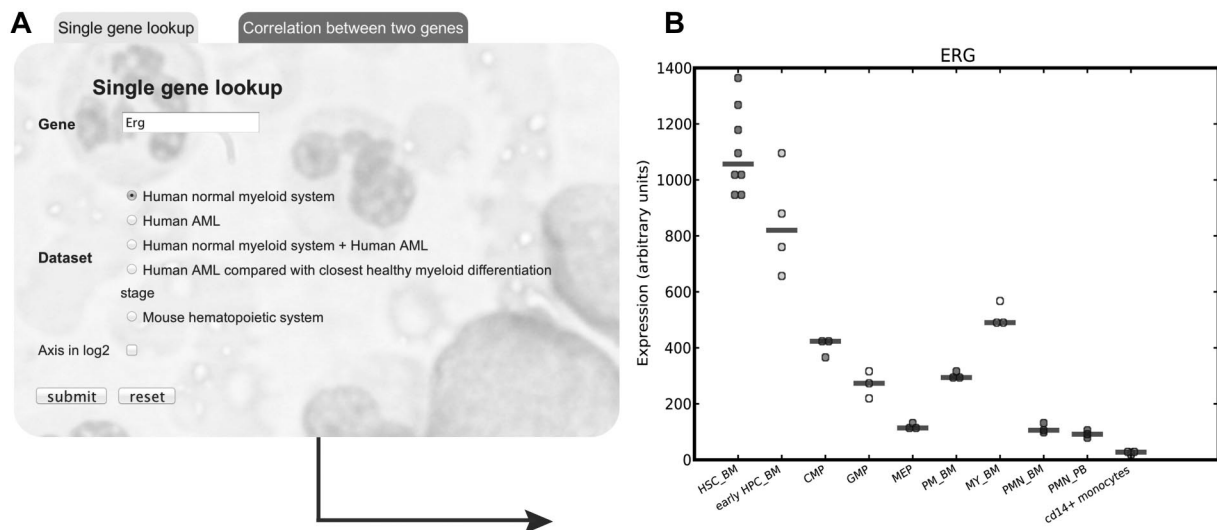 A
Single gene lookup
Correlation between two genes
Single gene lookup
Gene
Erg
Human normal myeloid system
Human AML
Human normal myeloid system + Human AML
Dataset
Human AML compared with closest healthy myeloid differentiation
stage
Mouse hematopoietic system
Axis in log2
submit
reset
B
ERG
Expression (arbitrary units)
1400
1200
1000
800
600
400
200
0
HSC_BM
early HPC_BM
CMP
GMP
MEP
PM_BM
MY_BM
PMN_BM
PMN_PB
cd14+ monocytes